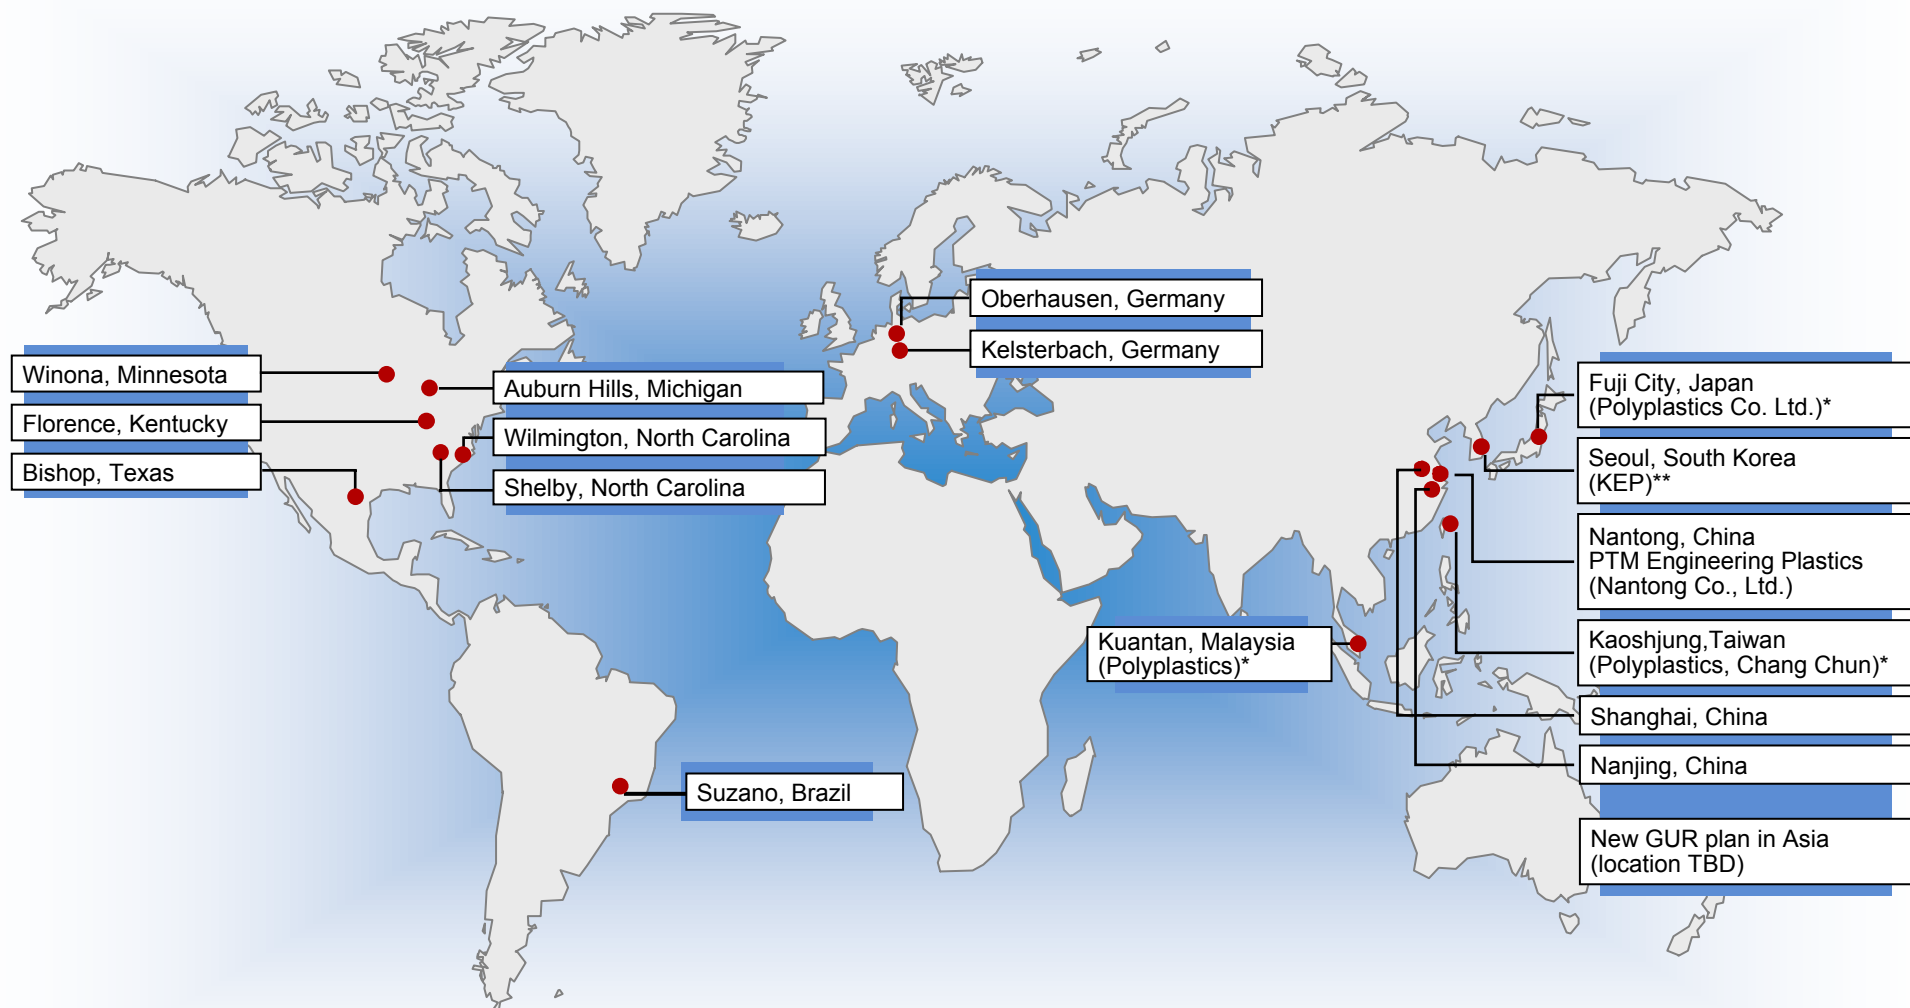 Oberhausen, Germany
Kelsterbach, Germany
Winona, Minnesota
Florence, Kentucky
Bishop, Texas
Auburn Hills, Michigan
Wilmington, North Carolina
Shelby, North Carolina
Fuji City, Japan
(Polyplastics Co. Ltd.)*
Seoul, South Korea
(KEP)**
Nantong, China
PTM Engineering Plastics
(Nantong Co., Ltd.)
Kuantan, Malaysia
(Polyplastics)*
Kaoshjung,Taiwan
(Polyplastics, Chang Chun)*
Shanghai, China
Nanjing, China
Suzano, Brazil
New GUR plan in Asia
(location TBD)